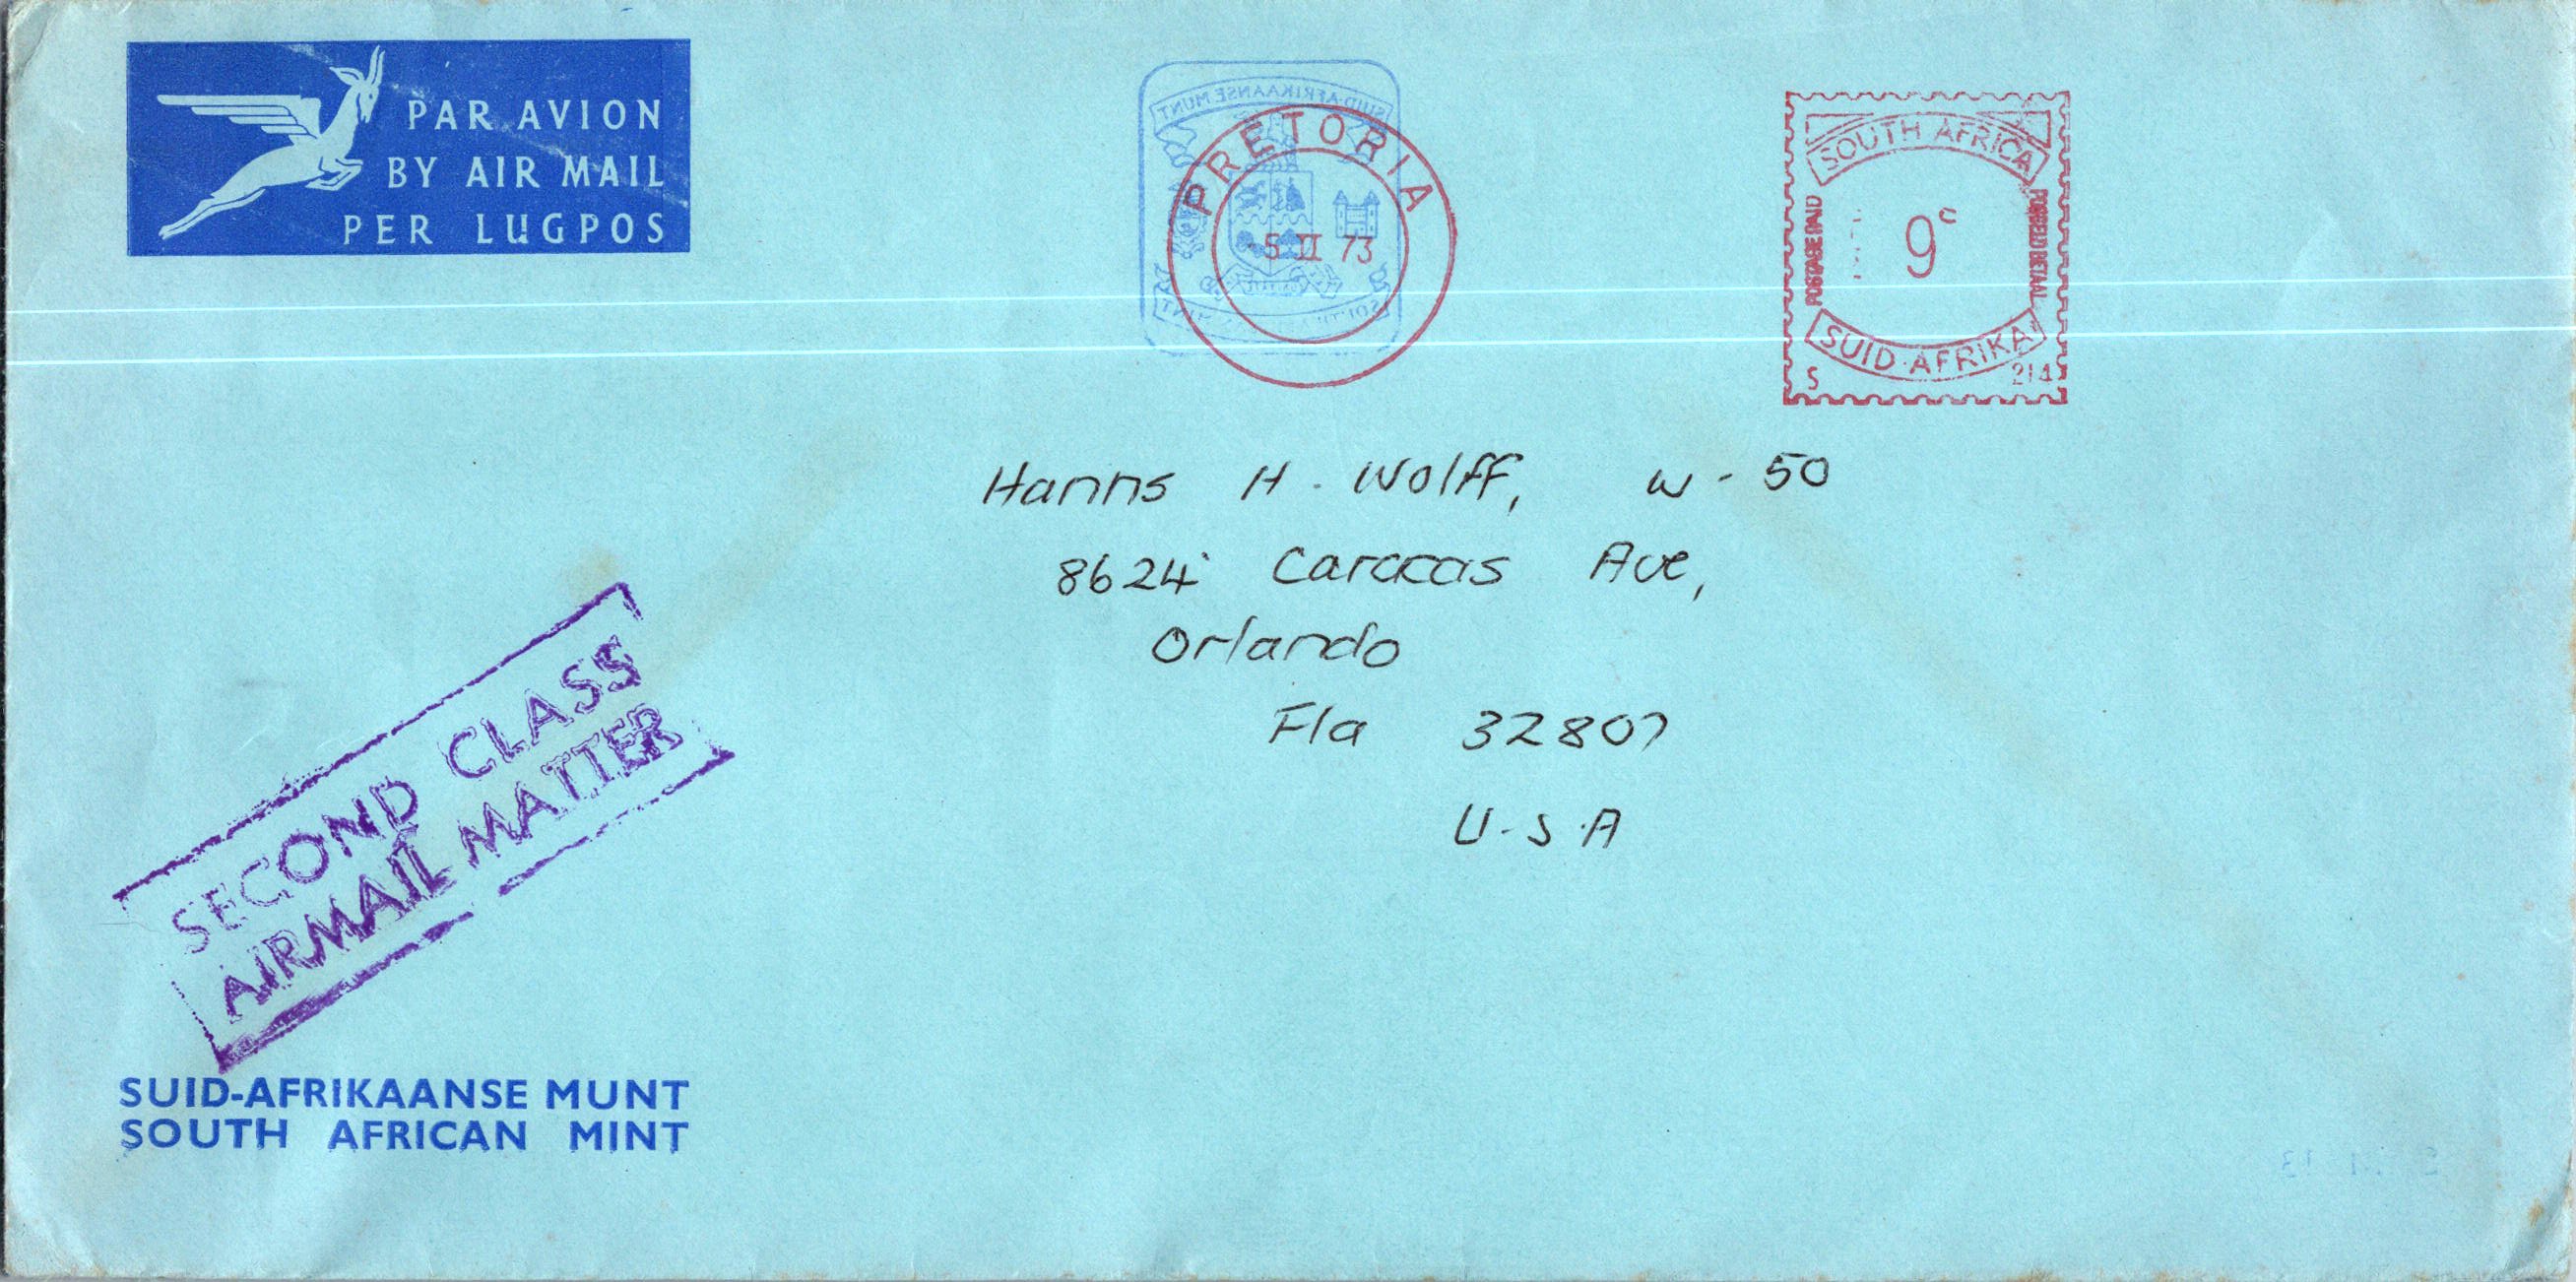 PAR AVION
BY AIR MAIL
PER LUGPOS
SUID-AFRIKAANSE MUNT
PRETORIA
5 II 73
SOUTH AFRICA
POSTAGE PAID
9c
POSGELD BETAAL
SUID-AFRIKA
S 214
Hanns H. Wolff, W-50
8624 Caracas Ave,
Orlando
Fla 32807
U.S.A
SECOND CLASS
AIRMAIL MATTER
SUID-AFRIKAANSE MUNT
SOUTH AFRICAN MINT